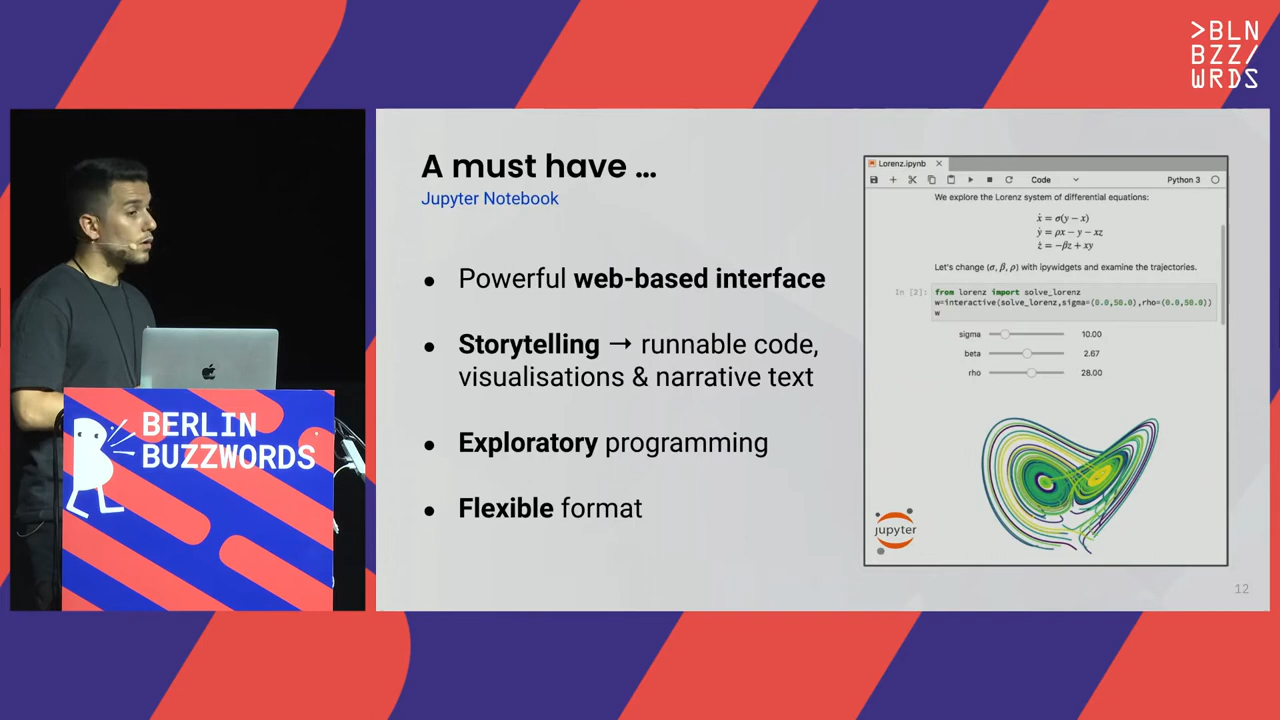 >BLN
BZZ/
WRDS
A must have ...
Jupyter Notebook
● Powerful web-based interface
● Storytelling → runnable code,
visualisations & narrative text
● Exploratory programming
● Flexible format
Lorenz.ipynb ×
Code
Python 3
We explore the Lorenz system of differential equations:
ẋ = σ(y − x)
ẏ = ρx − y − xz
ż = −βz + xy
Let's change (σ, β, ρ) with ipywidgets and examine the trajectories.
In [2]: from lorenz import solve_lorenz
w=interactive(solve_lorenz,sigma=(0.0,50.0),rho=(0.0,50.0))
w
sigma 10.00
beta 2.67
rho 28.00
jupyter
12
BERLIN
BUZZWORDS